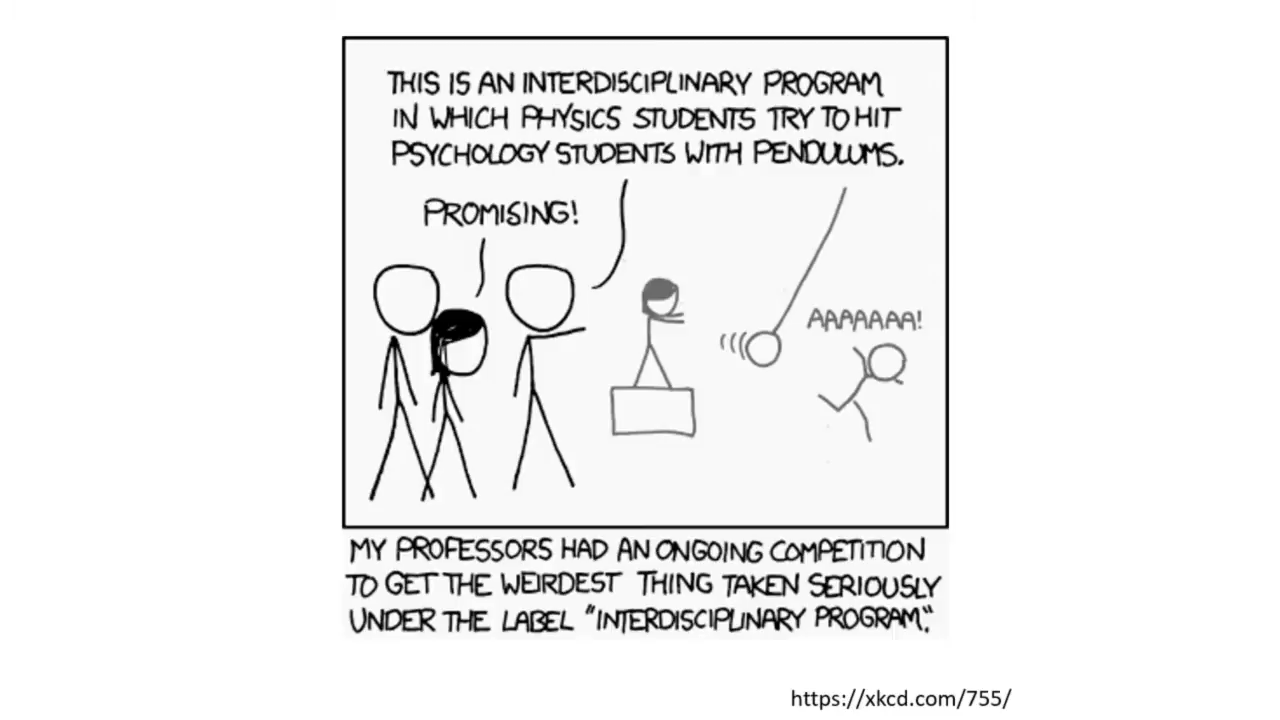 THIS IS AN INTERDISCIPLINARY PROGRAM
IN WHICH PHYSICS STUDENTS TRY TO HIT
PSYCHOLOGY STUDENTS WITH PENDULUMS.
PROMISING!
AAAAAAA!
MY PROFESSORS HAD AN ONGOING COMPETITION
TO GET THE WEIRDEST THING TAKEN SERIOUSLY
UNDER THE LABEL "INTERDISCIPLINARY PROGRAM."
https://xkcd.com/755/